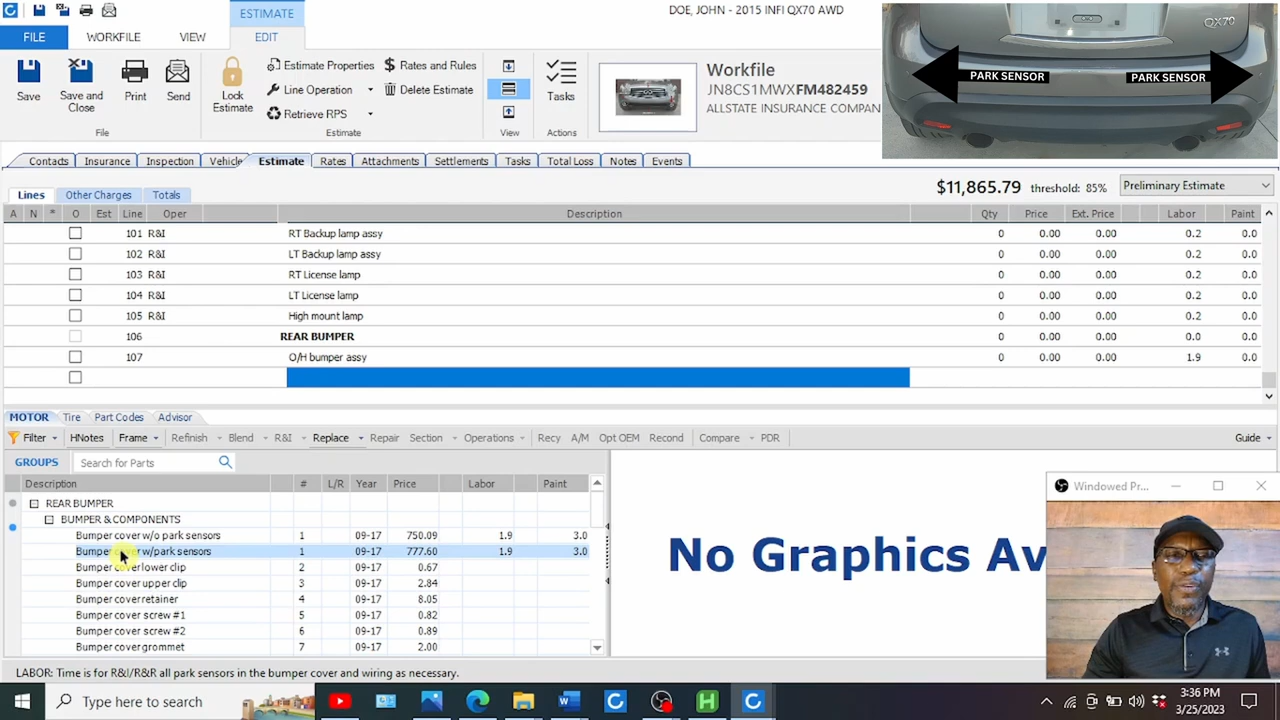 ESTIMATE
DOE, JOHN - 2015 INFI QX70 AWD
FILE WORKFILE VIEW EDIT
Save
Save and Close
Print
Send
File
Lock Estimate
Estimate Properties
Line Operation
Retrieve RPS
Rates and Rules
Delete Estimate
Estimate
View
Tasks
Actions
Workfile
JN8CS1MWXFM482459
ALLSTATE INSURANCE COMPAN
QX70
PARK SENSOR PARK SENSOR
Contacts Insurance Inspection Vehicle Estimate Rates Attachments Settlements Tasks Total Loss Notes Events
Lines Other Charges Totals
$11,865.79 threshold: 85% Preliminary Estimate
A N * O Est Line Oper Description Qty Price Ext. Price Labor Paint
101 R&I RT Backup lamp assy 0 0.00 0.00 0.2 0.0
102 R&I LT Backup lamp assy 0 0.00 0.00 0.2 0.0
103 R&I RT License lamp 0 0.00 0.00 0.2 0.0
104 R&I LT License lamp 0 0.00 0.00 0.2 0.0
105 R&I High mount lamp 0 0.00 0.00 0.2 0.0
106 REAR BUMPER 0 0.00 0.00 0.0 0.0
107 O/H bumper assy 0 0.00 0.00 1.9 0.0
MOTOR Tire Part Codes Advisor
Filter HNotes Frame Refinish Blend R&I Replace Repair Section Operations Recy A/M Opt OEM Recond Compare PDR Guide
GROUPS Search for Parts
Description # L/R Year Price Labor Paint
REAR BUMPER
BUMPER & COMPONENTS
Bumper cover w/o park sensors 1 09-17 750.09 1.9 3.0
Bumper cover w/park sensors 1 09-17 777.60 1.9 3.0
Bumper cover lower clip 2 09-17 0.67
Bumper cover upper clip 3 09-17 2.84
Bumper cover retainer 4 09-17 8.05
Bumper cover screw #1 5 09-17 0.82
Bumper cover screw #2 6 09-17 0.89
Bumper cover grommet 7 09-17 2.00
No Graphics Av
Windowed Pr...
LABOR: Time is for R&I/R&R all park sensors in the bumper cover and wiring as necessary.
Type here to search
3:36 PM
3/25/2023